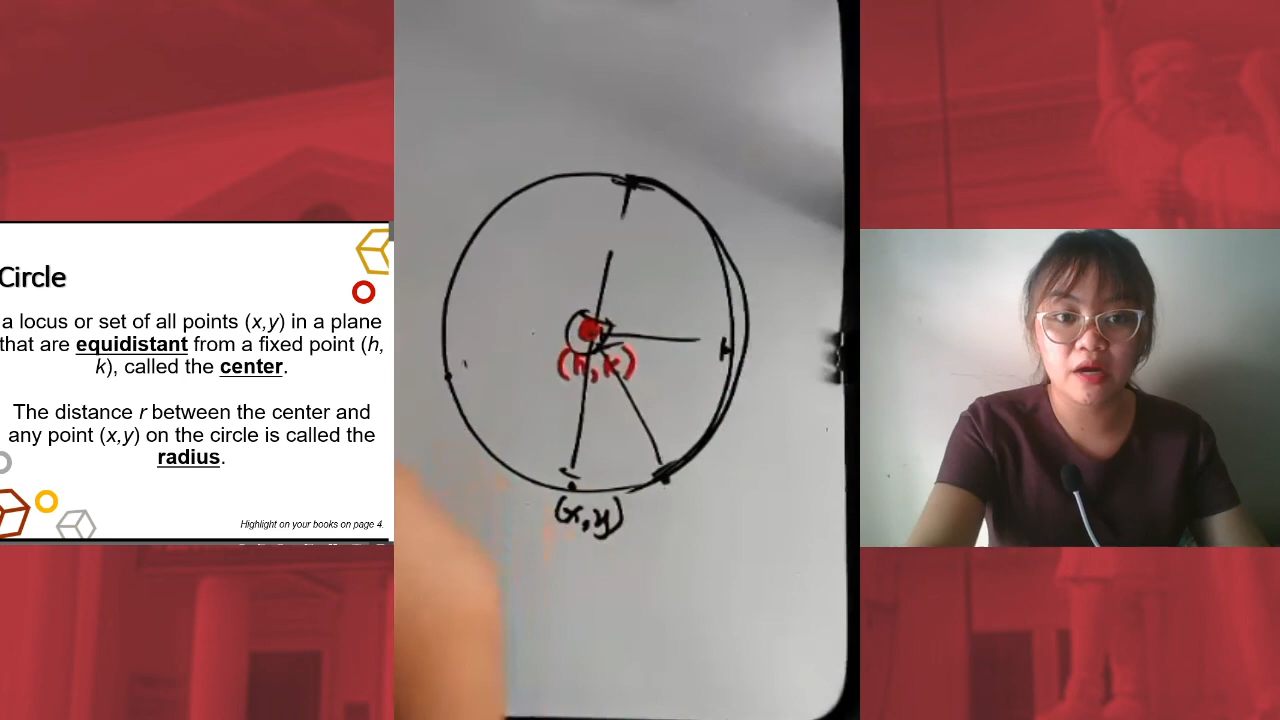 Circle
a locus or set of all points (x,y) in a plane
that are equidistant from a fixed point (h,
k), called the center.
The distance r between the center and
any point (x,y) on the circle is called the
radius.
Highlight on your books on page 4.
(h,k)
(x,y)